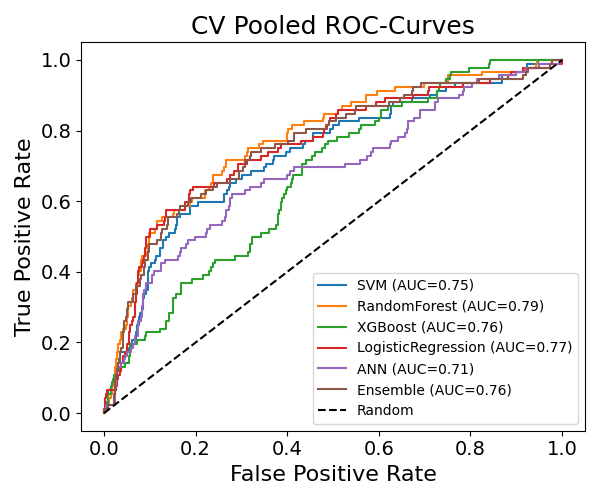 CV Pooled ROC-Curves
True Positive Rate
1.0
0.8
0.6
0.4
0.2
0.0
SVM (AUC=0.75)
RandomForest (AUC=0.79)
XGBoost (AUC=0.76)
LogisticRegression (AUC=0.77)
ANN (AUC=0.71)
Ensemble (AUC=0.76)
Random
0.0 0.2 0.4 0.6 0.8 1.0
False Positive Rate